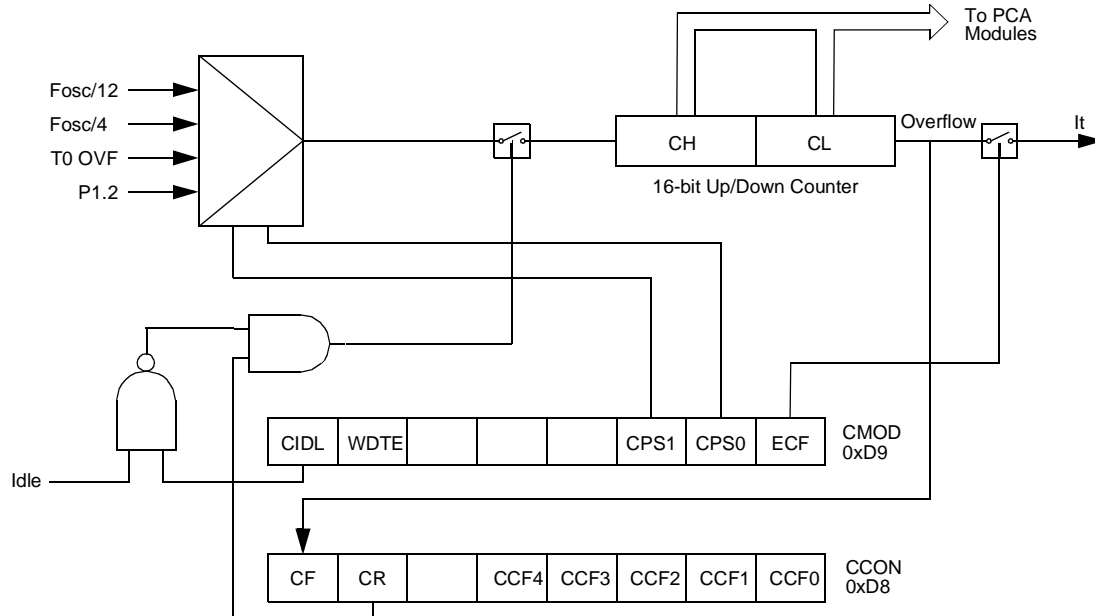 To PCA
Modules
Fosc/12
Fosc/4
T0 OVF
P1.2
CH
CL
Overflow
It
16-bit Up/Down Counter
CIDL
WDTE
CPS1
CPS0
ECF
CMOD
0xD9
Idle
CF
CR
CCF4
CCF3
CCF2
CCF1
CCF0
CCON
0xD8